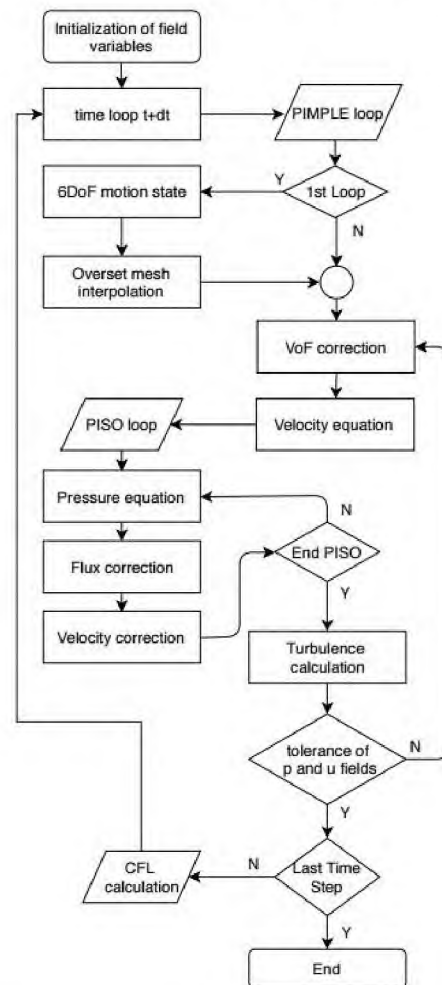 Initialization of field
variables
time loop t+dt
PIMPLE loop
6DoF motion state
Y
1st Loop
N
Overset mesh
interpolation
VoF correction
PISO loop
Velocity equation
Pressure equation
N
End PISO
Flux correction
Y
Velocity correction
Turbulence
calculation
tolerance of
p and u fields
N
Y
CFL
calculation
N
Last Time
Step
Y
End